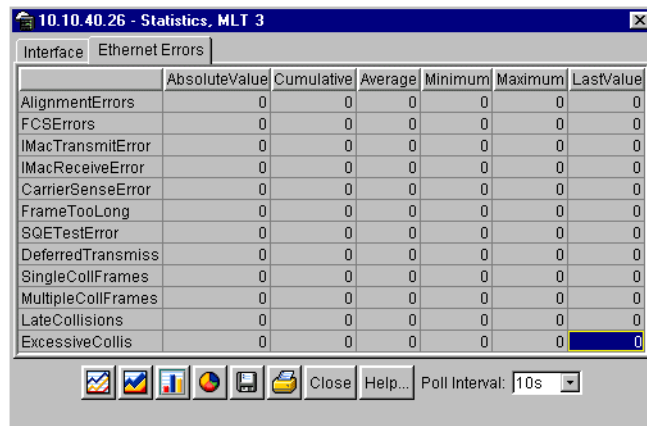 10.10.40.26 - Statistics, MLT 3
Interface Ethernet Errors
AbsoluteValue Cumulative Average Minimum Maximum LastValue
AlignmentErrors 0 0 0 0 0 0
FCSErrors 0 0 0 0 0 0
IMacTransmitError 0 0 0 0 0 0
IMacReceiveError 0 0 0 0 0 0
CarrierSenseError 0 0 0 0 0 0
FrameTooLong 0 0 0 0 0 0
SQETestError 0 0 0 0 0 0
DeferredTransmiss 0 0 0 0 0 0
SingleCollFrames 0 0 0 0 0 0
MultipleCollFrames 0 0 0 0 0 0
LateCollisions 0 0 0 0 0 0
ExcessiveCollis 0 0 0 0 0 0
Close Help... Poll Interval: 10s